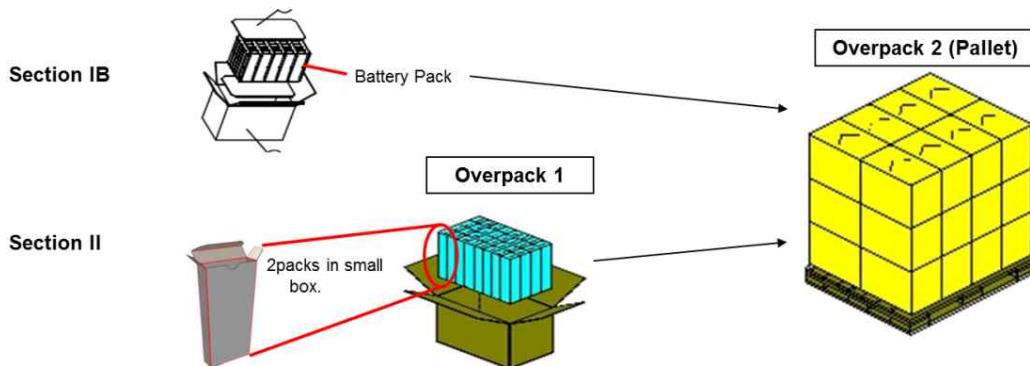 Overpack 2 (Pallet)
Section IB
Battery Pack
Overpack 1
Section II
2packs in small
box.